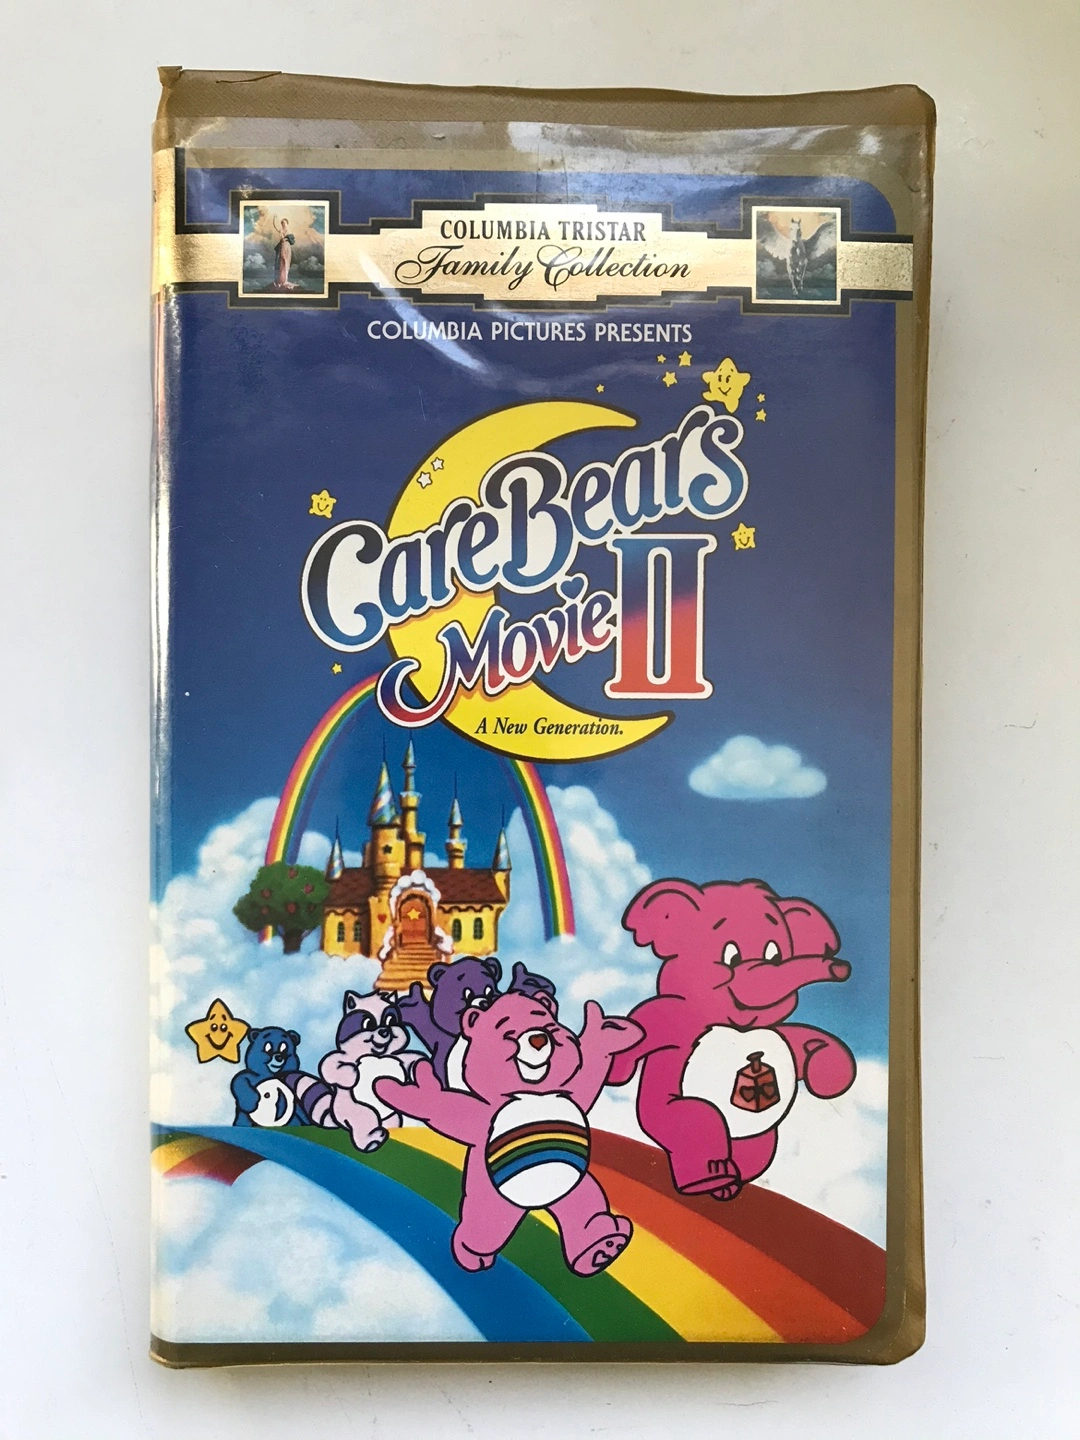 COLUMBIA TRISTAR
Family Collection
COLUMBIA PICTURES PRESENTS
Care Bears
Movie II
A New Generation.